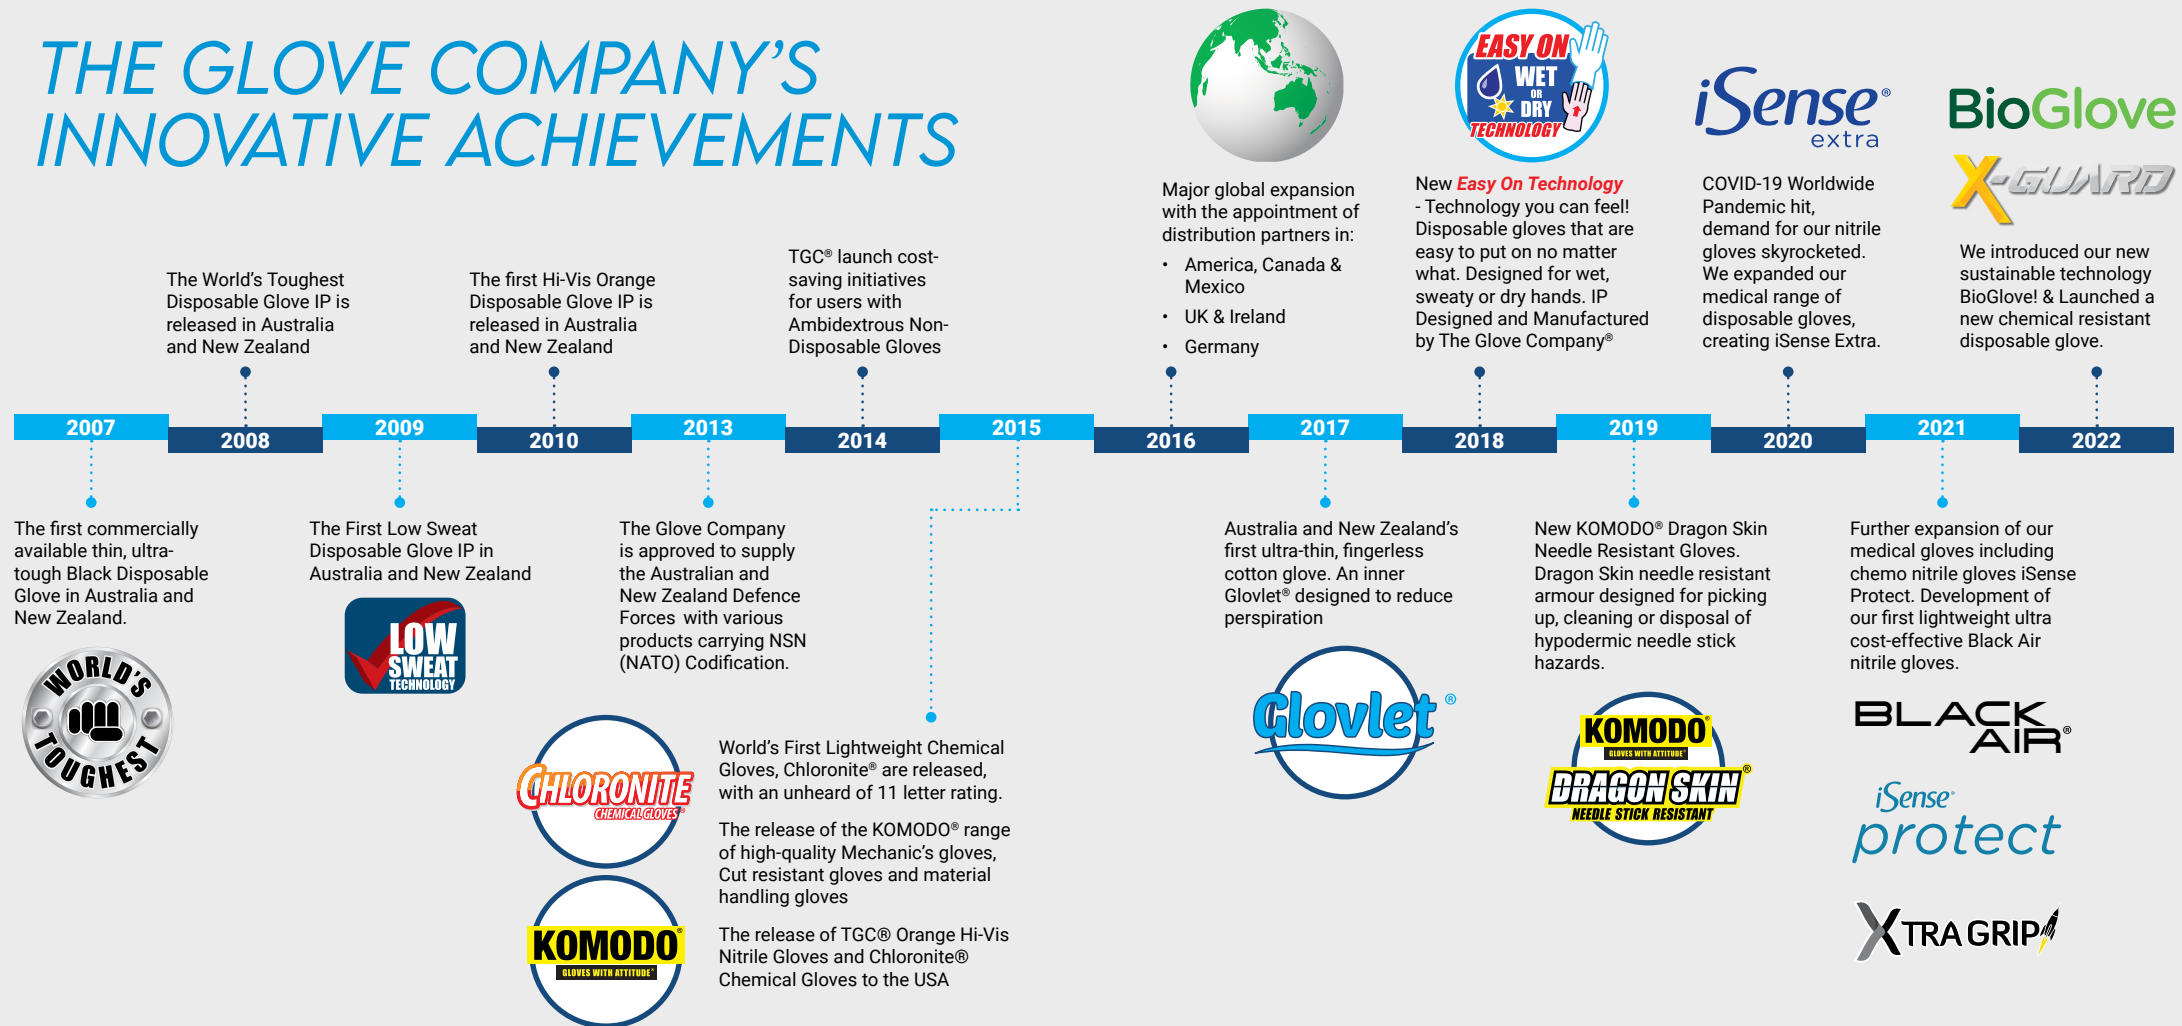 THE GLOVE COMPANY'S
INNOVATIVE ACHIEVEMENTS
2007
The first commercially
available thin, ultra-
tough Black Disposable
Glove in Australia and
New Zealand.
WORLD'S
TOUGHEST
2008
The World's Toughest
Disposable Glove IP is
released in Australia
and New Zealand
2009
The First Low Sweat
Disposable Glove IP in
Australia and New Zealand
LOW
SWEAT
TECHNOLOGY
2010
The first Hi-Vis Orange
Disposable Glove IP is
released in Australia
and New Zealand
2013
The Glove Company
is approved to supply
the Australian and
New Zealand Defence
Forces with various
products carrying NSN
(NATO) Codification.
2014
TGC® launch cost-
saving initiatives
for users with
Ambidextrous Non-
Disposable Gloves
2015
CHLORONITE
CHEMICAL GLOVES®
World's First Lightweight Chemical
Gloves, Chloronite® are released,
with an unheard of 11 letter rating.
The release of the KOMODO® range
of high-quality Mechanic's gloves,
Cut resistant gloves and material
handling gloves
KOMODO®
GLOVES WITH ATTITUDE®
The release of TGC® Orange Hi-Vis
Nitrile Gloves and Chloronite®
Chemical Gloves to the USA
2016
Major global expansion
with the appointment of
distribution partners in:
• America, Canada &
Mexico
• UK & Ireland
• Germany
2017
Australia and New Zealand's
first ultra-thin, fingerless
cotton glove. An inner
Glovlet® designed to reduce
perspiration
Glovlet®
2018
EASY ON
WET
OR
DRY
TECHNOLOGY
New Easy On Technology
- Technology you can feel!
Disposable gloves that are
easy to put on no matter
what. Designed for wet,
sweaty or dry hands. IP
Designed and Manufactured
by The Glove Company®
2019
New KOMODO® Dragon Skin
Needle Resistant Gloves.
Dragon Skin needle resistant
armour designed for picking
up, cleaning or disposal of
hypodermic needle stick
hazards.
KOMODO®
GLOVES WITH ATTITUDE®
DRAGON SKIN®
NEEDLE STICK RESISTANT
2020
iSense®
extra
COVID-19 Worldwide
Pandemic hit,
demand for our nitrile
gloves skyrocketed.
We expanded our
medical range of
disposable gloves,
creating iSense Extra.
2021
Further expansion of our
medical gloves including
chemo nitrile gloves iSense
Protect. Development of
our first lightweight ultra
cost-effective Black Air
nitrile gloves.
BLACK
AIR®
iSense®
protect
XTRA GRIP
2022
BioGlove
X-GUARD
We introduced our new
sustainable technology
BioGlove! & Launched a
new chemical resistant
disposable glove.